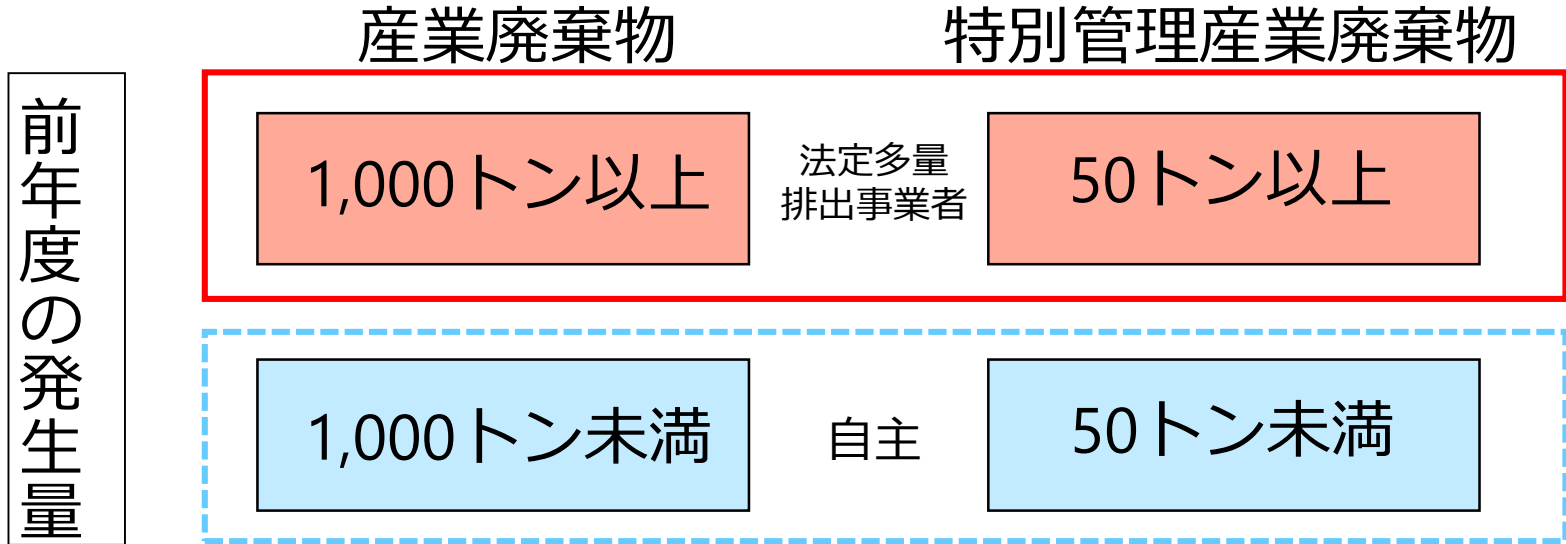 産業廃棄物
特別管理産業廃棄物
前年度の発生量
1,000トン以上
法定多量
排出事業者
50トン以上
1,000トン未満
自主
50トン未満